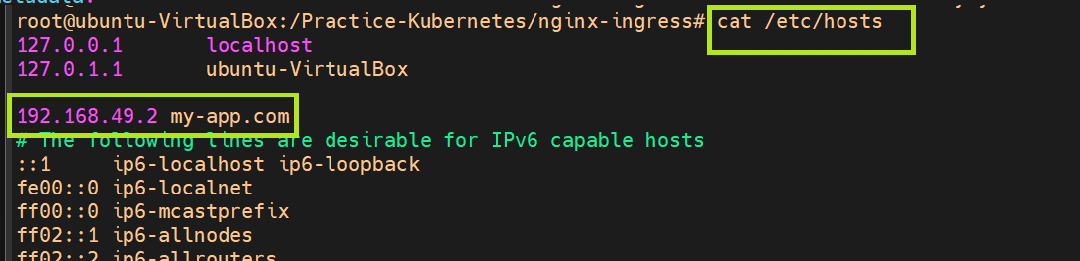 metadata:
root@ubuntu-VirtualBox:/Practice-Kubernetes/nginx-ingress# cat /etc/hosts
127.0.0.1       localhost
127.0.1.1       ubuntu-VirtualBox
192.168.49.2 my-app.com
# The following lines are desirable for IPv6 capable hosts
::1     ip6-localhost ip6-loopback
fe00::0 ip6-localnet
ff00::0 ip6-mcastprefix
ff02::1 ip6-allnodes
ff02::2 ip6-allrouters